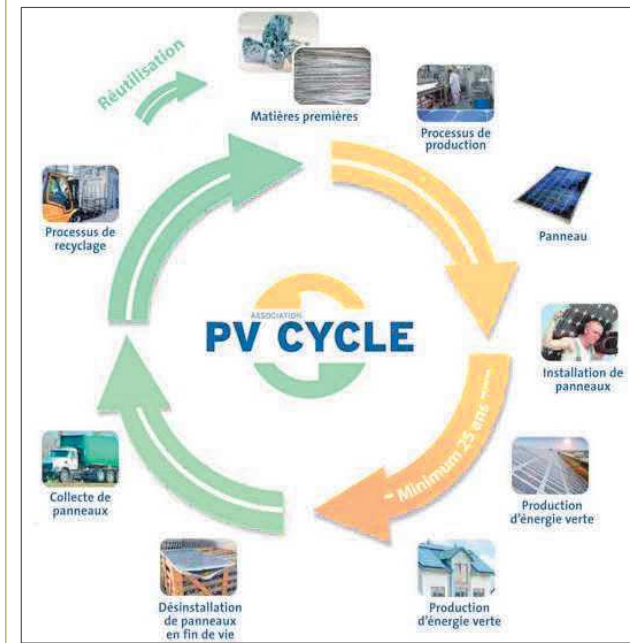 Réutilisation
Matières premières
Processus de
production
Panneau
Installation de
panneaux
Production
d'énergie verte
Minimum 25 ans
Production
d'énergie verte
Désinstallation
de panneaux
en fin de vie
Collecte de
panneaux
Processus de
recyclage
ASSOCIATION
PV CYCLE